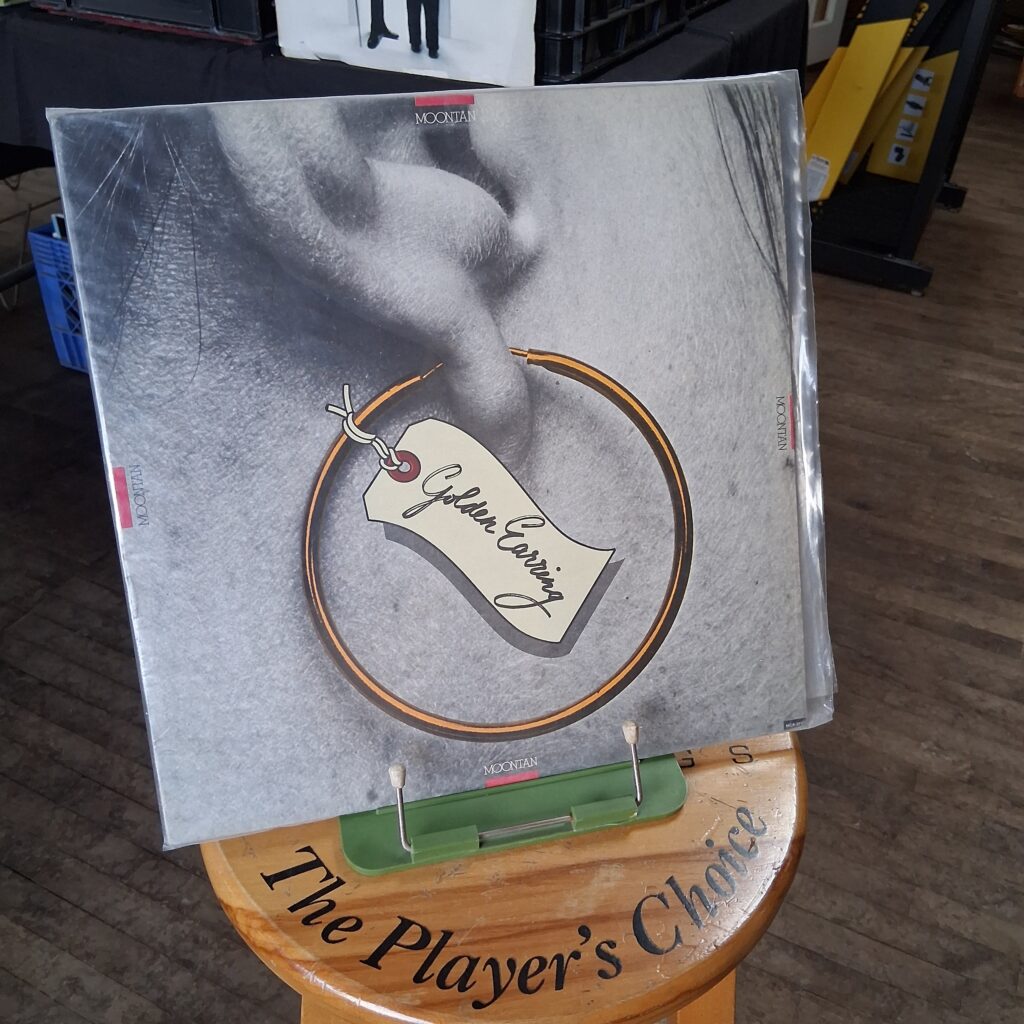 MOONTAN
MOONTAN
MOONTAN
Golden Earring
MOONTAN
G S
The Player's Choice